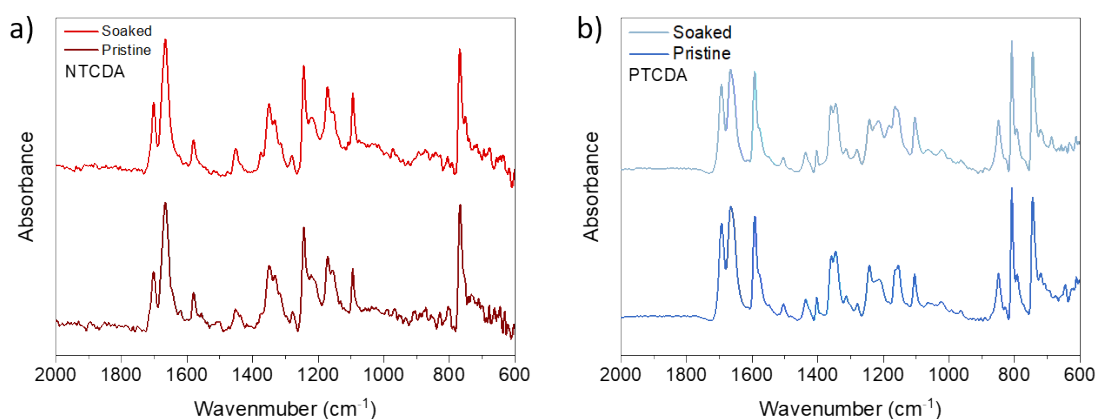 a)
Soaked
Pristine
NTCDA
Absorbance
2000 1800 1600 1400 1200 1000 800 600
Wavenmuber (cm⁻¹)
b)
Soaked
Pristine
PTCDA
Absorbance
2000 1800 1600 1400 1200 1000 800 600
Wavenumber (cm⁻¹)